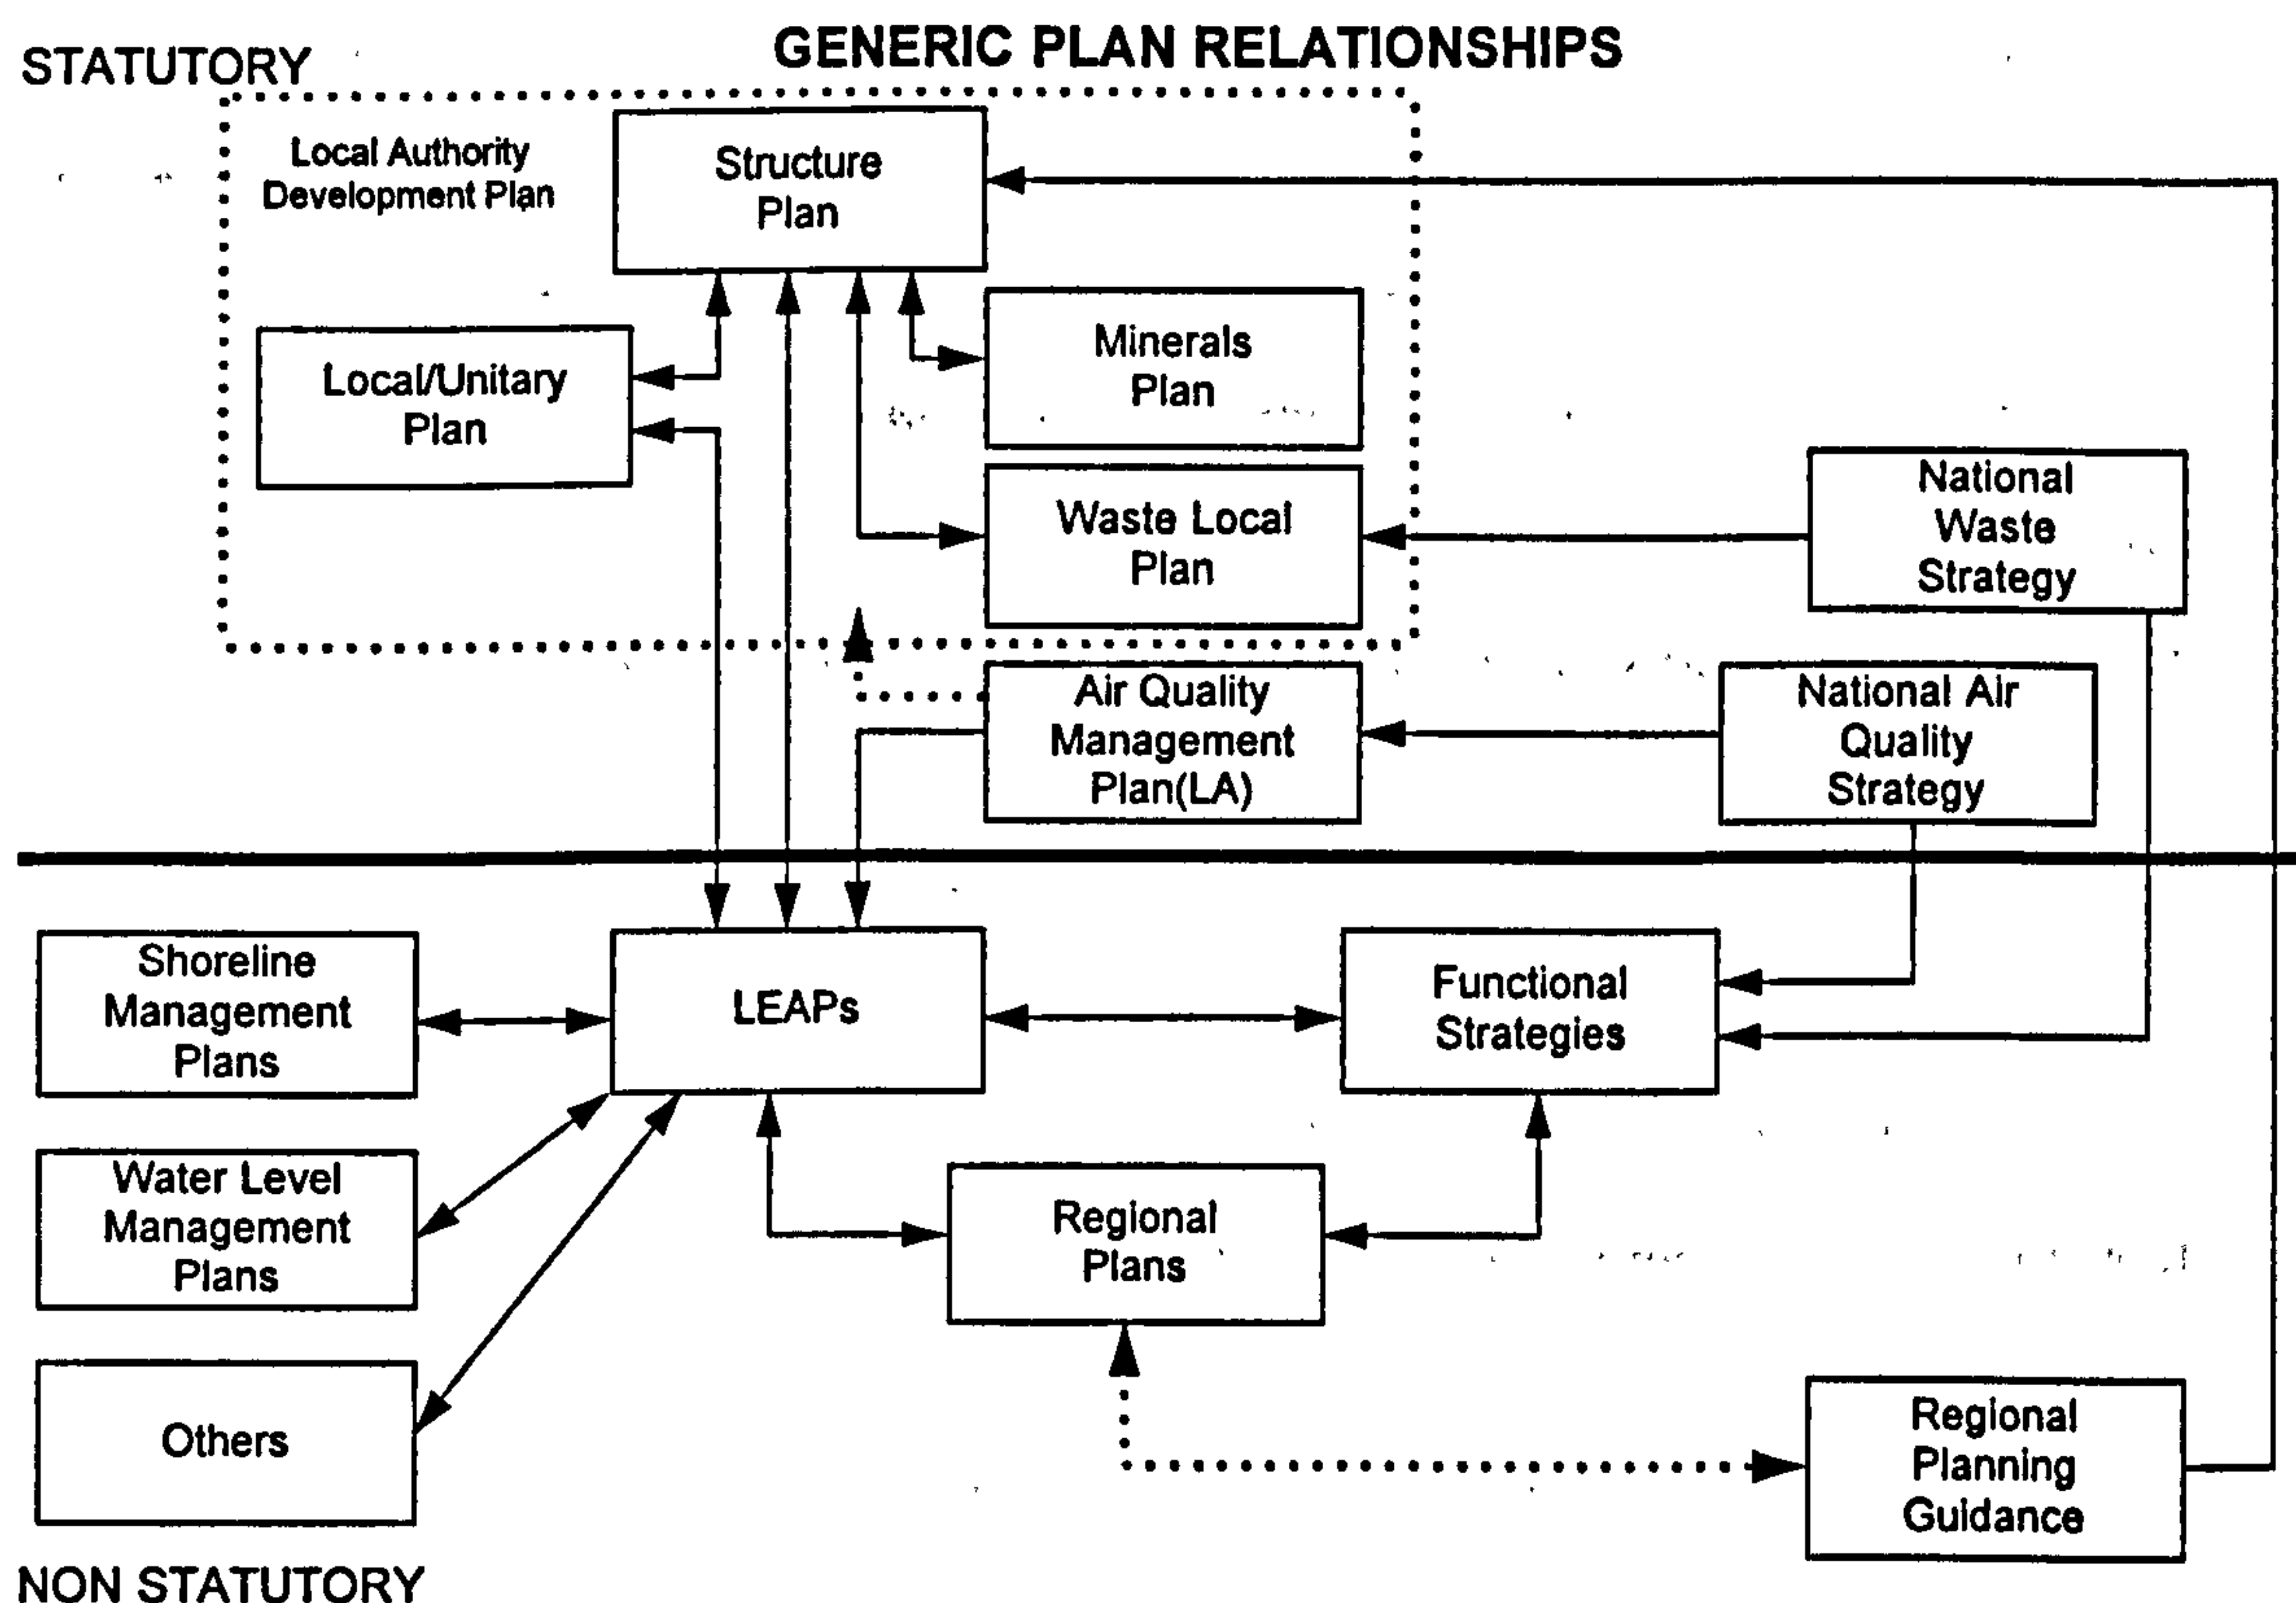 GENERIC PLAN RELATIONSHIPS
STATUTORY
Local Authority
Development Plan
Structure
Plan
Local/Unitary
Plan
Minerals
Plan
Waste Local
Plan
National
Waste
Strategy
Air Quality
Management
Plan(LA)
National Air
Quality
Strategy
Shoreline
Management
Plans
LEAPs
Functional
Strategies
Water Level
Management
Plans
Regional
Plans
Others
Regional
Planning
Guidance
NON STATUTORY